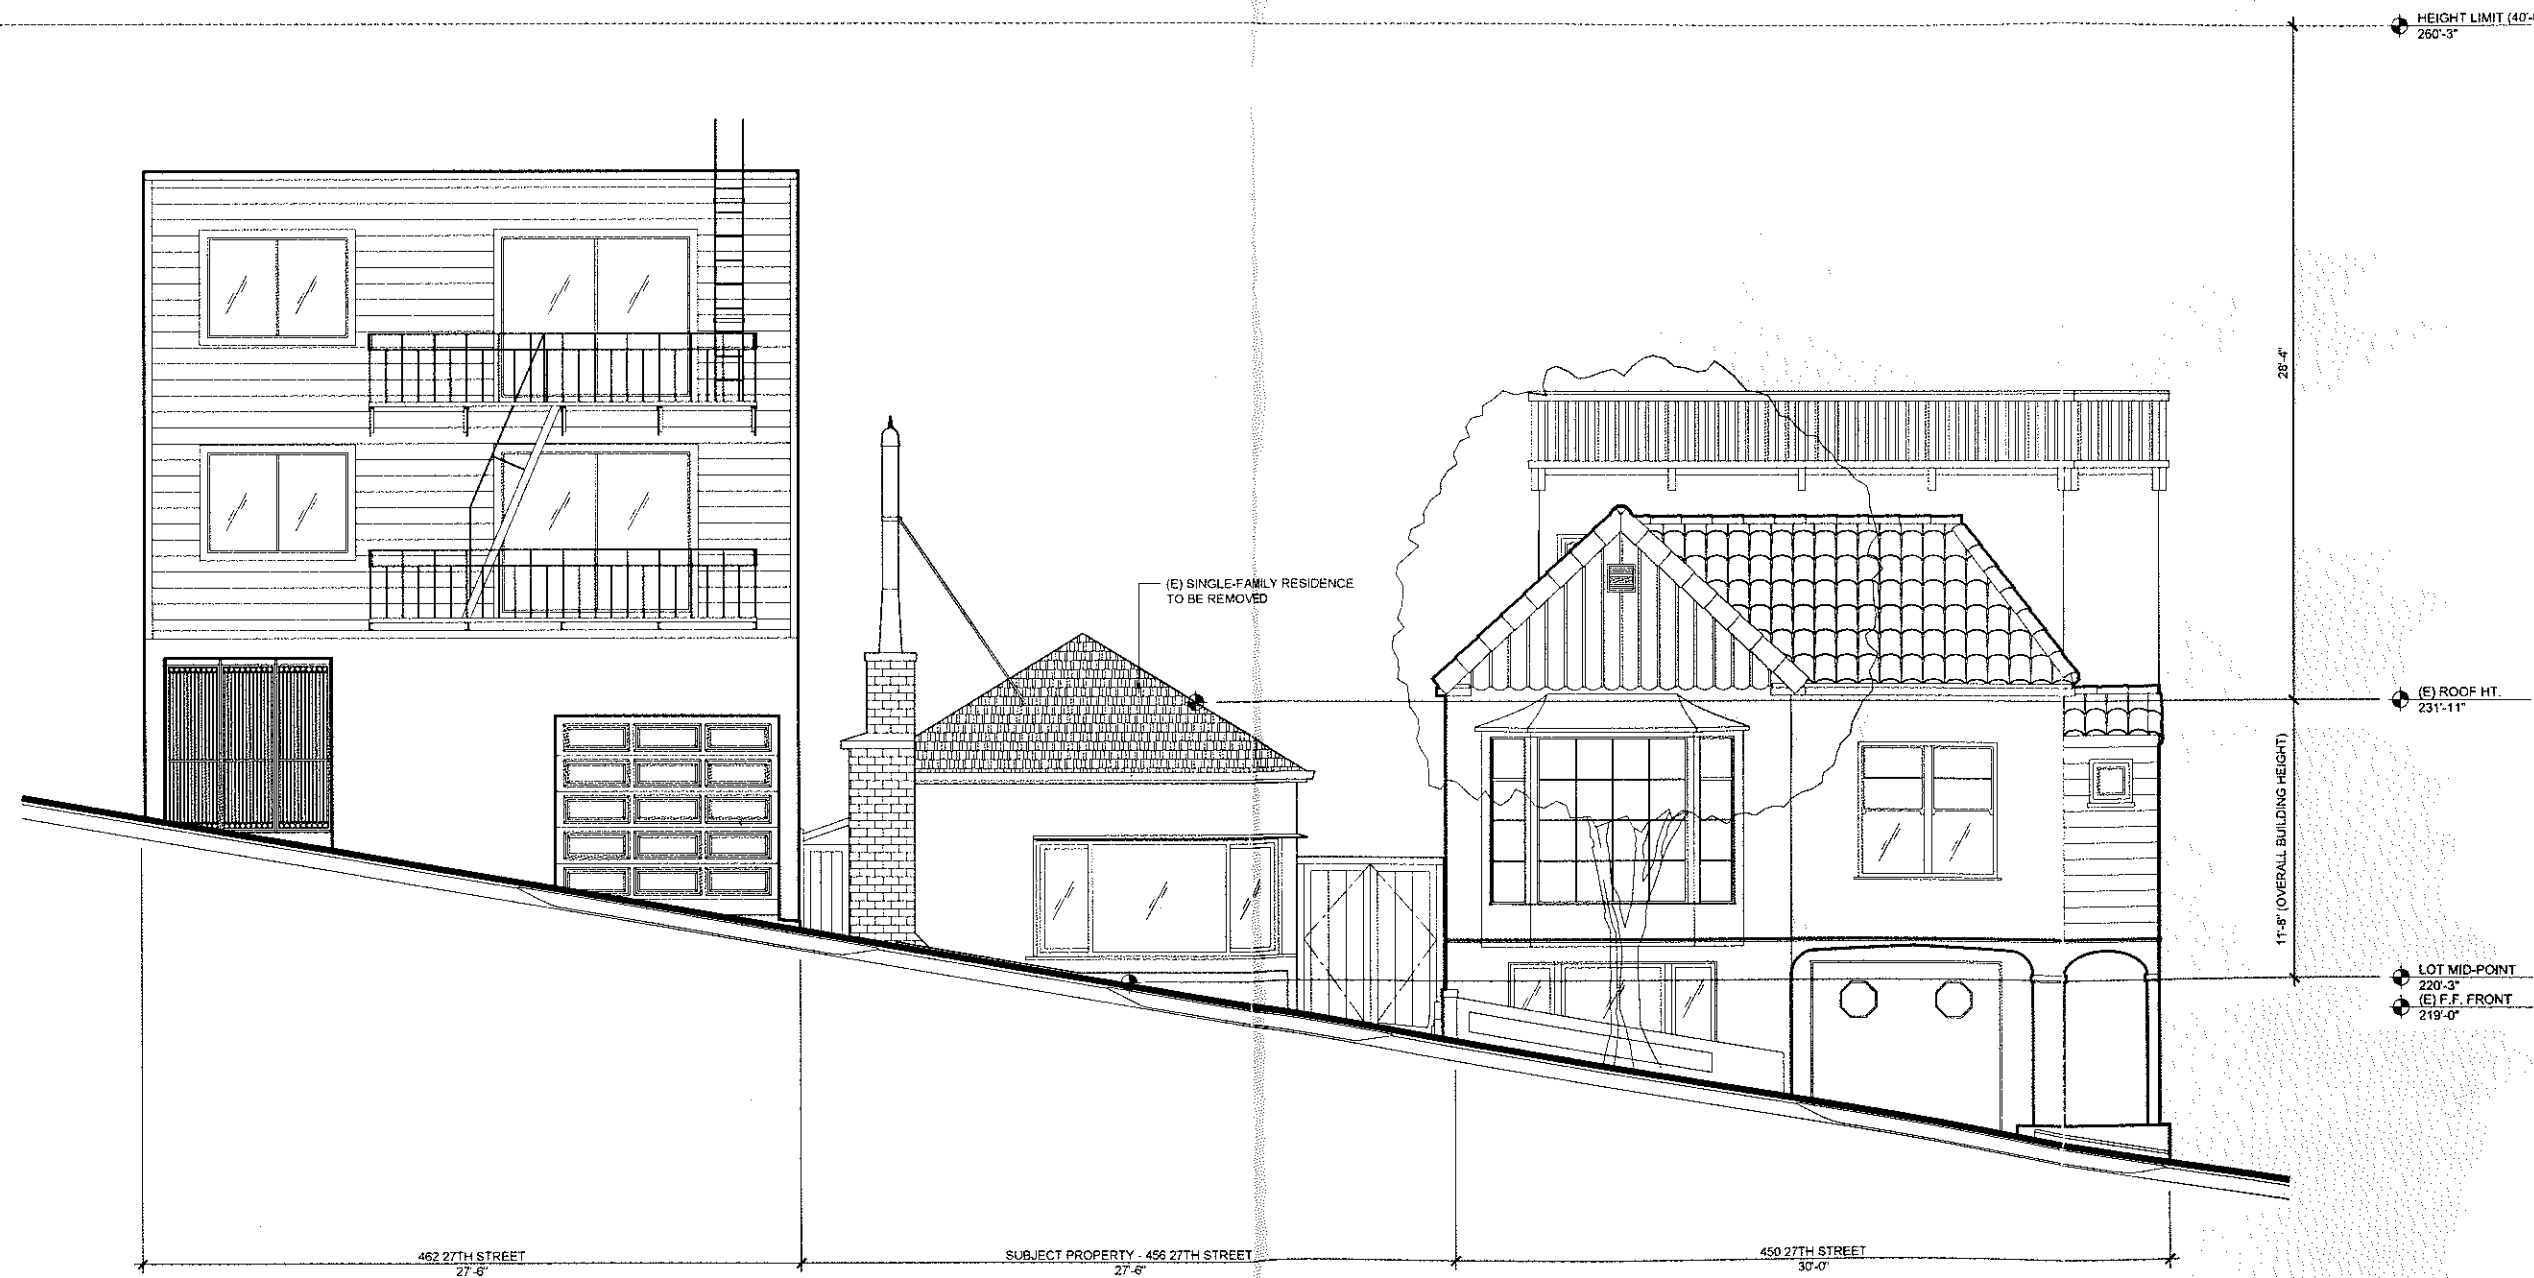 HEIGHT LIMIT (40'-
260'-3"
28'-4"
(E) SINGLE-FAMILY RESIDENCE
TO BE REMOVED
(E) ROOF HT.
231'-11"
11'-8" (OVERALL BUILDING HEIGHT)
LOT MID-POINT
220'-3"
(E) F.F. FRONT
219'-0"
462 27TH STREET
27'-6"
SUBJECT PROPERTY - 456 27TH STREET
27'-6"
450 27TH STREET
30'-0"